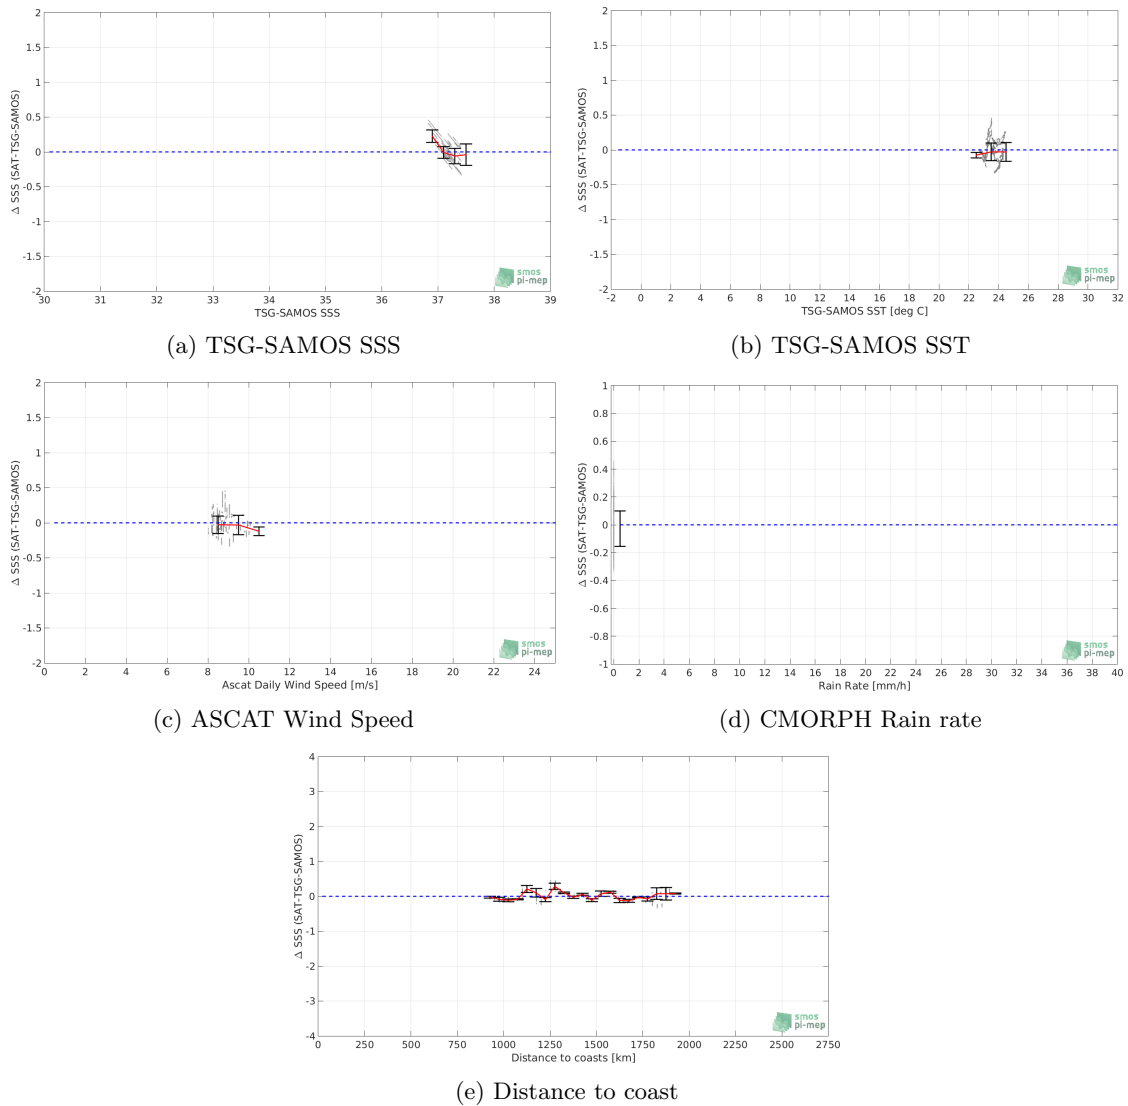 2
1.5
1
0.5
0
-0.5
-1
-1.5
-2
Δ SSS (SAT-TSG-SAMOS)
30 31 32 33 34 35 36 37 38 39
TSG-SAMOS SSS
smos
pi-mep
(a) TSG-SAMOS SSS
2
1.5
1
0.5
0
-0.5
-1
-1.5
-2
Δ SSS (SAT-TSG-SAMOS)
-2 0 2 4 6 8 10 12 14 16 18 20 22 24 26 28 30 32
TSG-SAMOS SST [deg C]
smos
pi-mep
(b) TSG-SAMOS SST
2
1.5
1
0.5
0
-0.5
-1
-1.5
-2
Δ SSS (SAT-TSG-SAMOS)
0 2 4 6 8 10 12 14 16 18 20 22 24
Ascat Daily Wind Speed [m/s]
smos
pi-mep
(c) ASCAT Wind Speed
1
0.8
0.6
0.4
0.2
0
-0.2
-0.4
-0.6
-0.8
-1
Δ SSS (SAT-TSG-SAMOS)
0 2 4 6 8 10 12 14 16 18 20 22 24 26 28 30 32 34 36 38 40
Rain Rate [mm/h]
smos
pi-mep
(d) CMORPH Rain rate
4
3
2
1
0
-1
-2
-3
-4
Δ SSS (SAT-TSG-SAMOS)
0 250 500 750 1000 1250 1500 1750 2000 2250 2500 2750
Distance to coasts [km]
smos
pi-mep
(e) Distance to coast